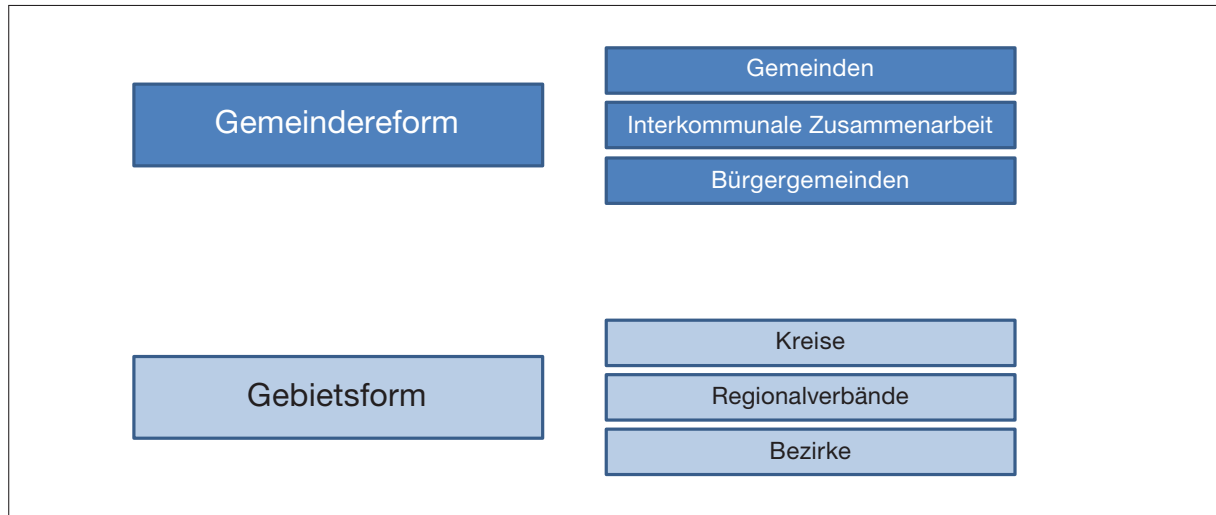 Gemeindereform
Gemeinden
Interkommunale Zusammenarbeit
Bürgergemeinden
Gebietsform
Kreise
Regionalverbände
Bezirke